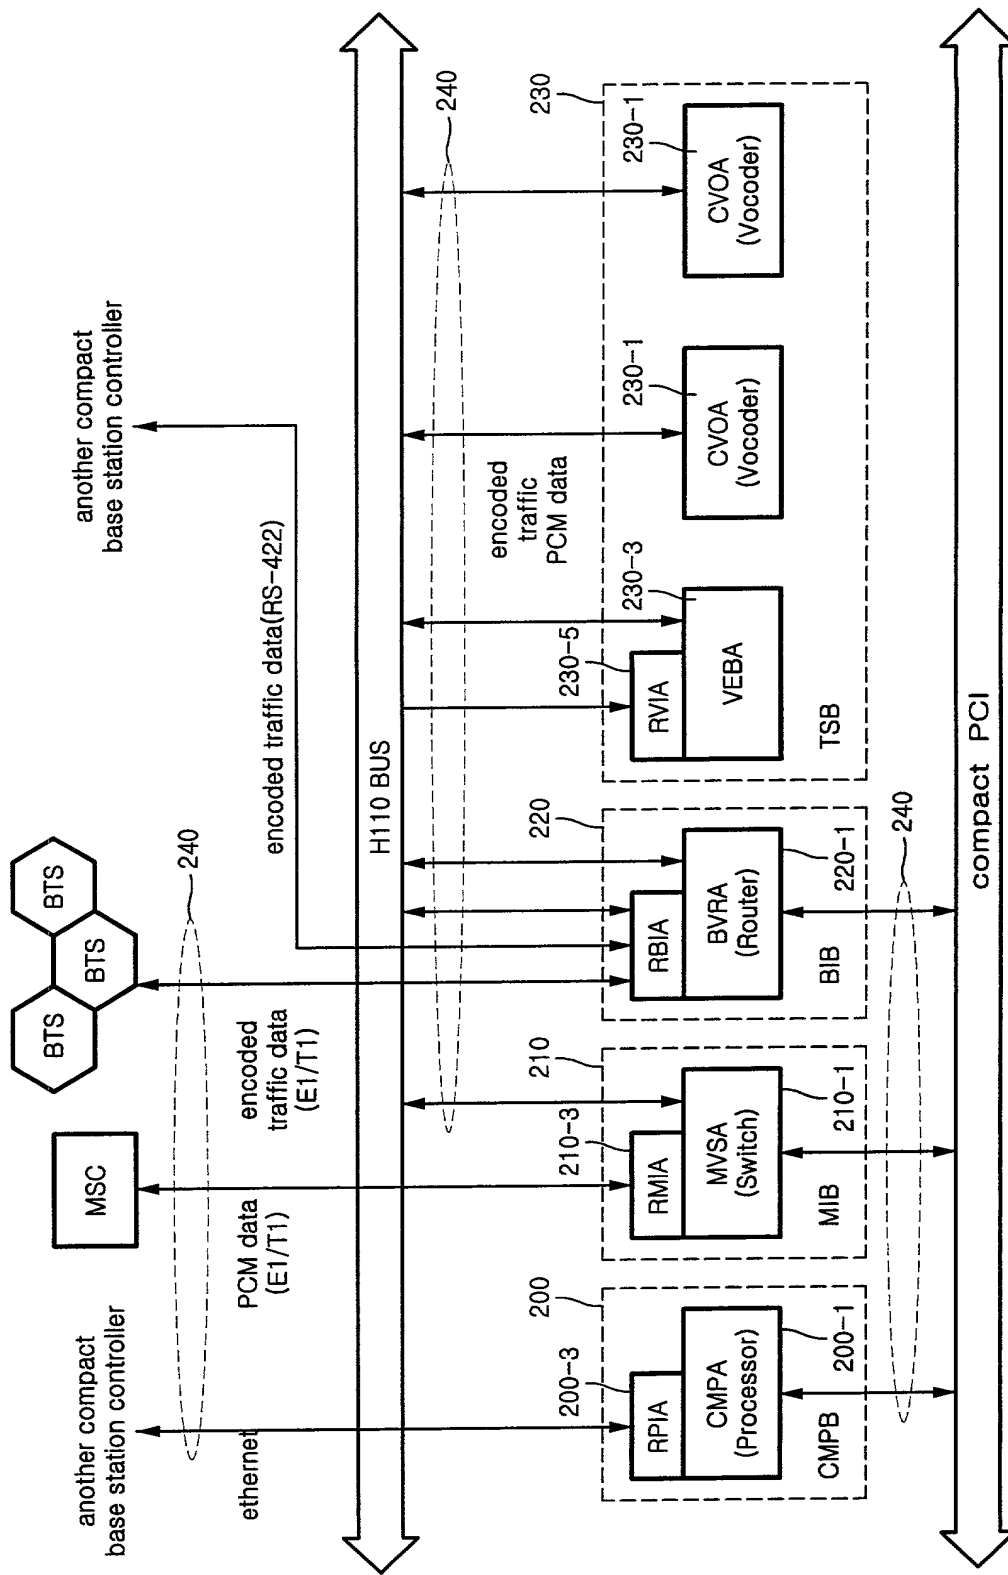 another compact
base station controller
MSC
BTS
BTS
BTS
another compact
base station controller
240
ethernet
PCM data
(E1/T1)
encoded
traffic data
(E1/T1)
encoded traffic data(RS-422)
H110 BUS
240
encoded
traffic
PCM data
200
200-3
RPIA
CMPA
(Processor)
200-1
CMPB
210
210-3
RMIA
MVSA
(Switch)
210-1
MIB
220
RBIA
BVRA
(Router)
220-1
BIB
230
230-5
RVIA
230-3
VEBA
TSB
230-1
CVOA
(Vocoder)
230-1
CVOA
(Vocoder)
240
compact PCI